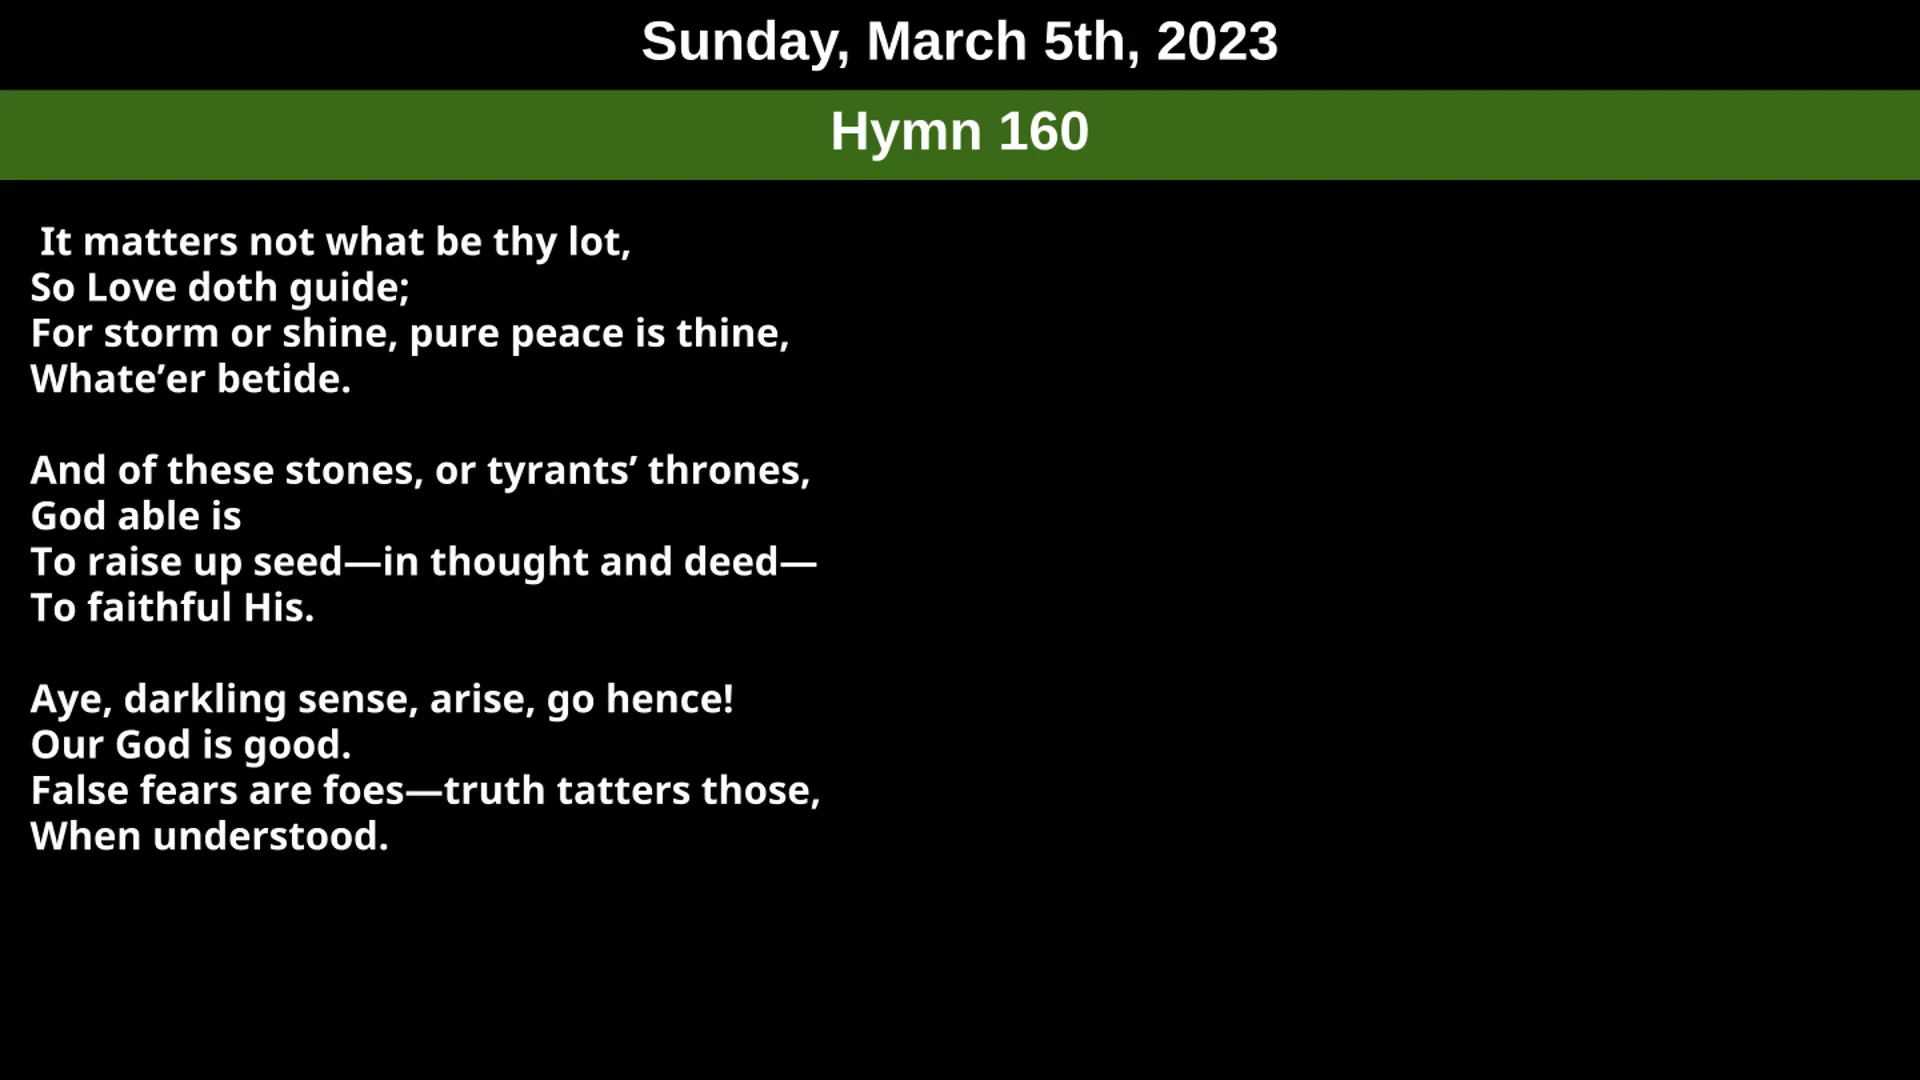 Sunday, March 5th, 2023
Hymn 160
It matters not what be thy lot,
So Love doth guide;
For storm or shine, pure peace is thine,
Whate’er betide.
And of these stones, or tyrants’ thrones,
God able is
To raise up seed—in thought and deed—
To faithful His.
Aye, darkling sense, arise, go hence!
Our God is good.
False fears are foes—truth tatters those,
When understood.